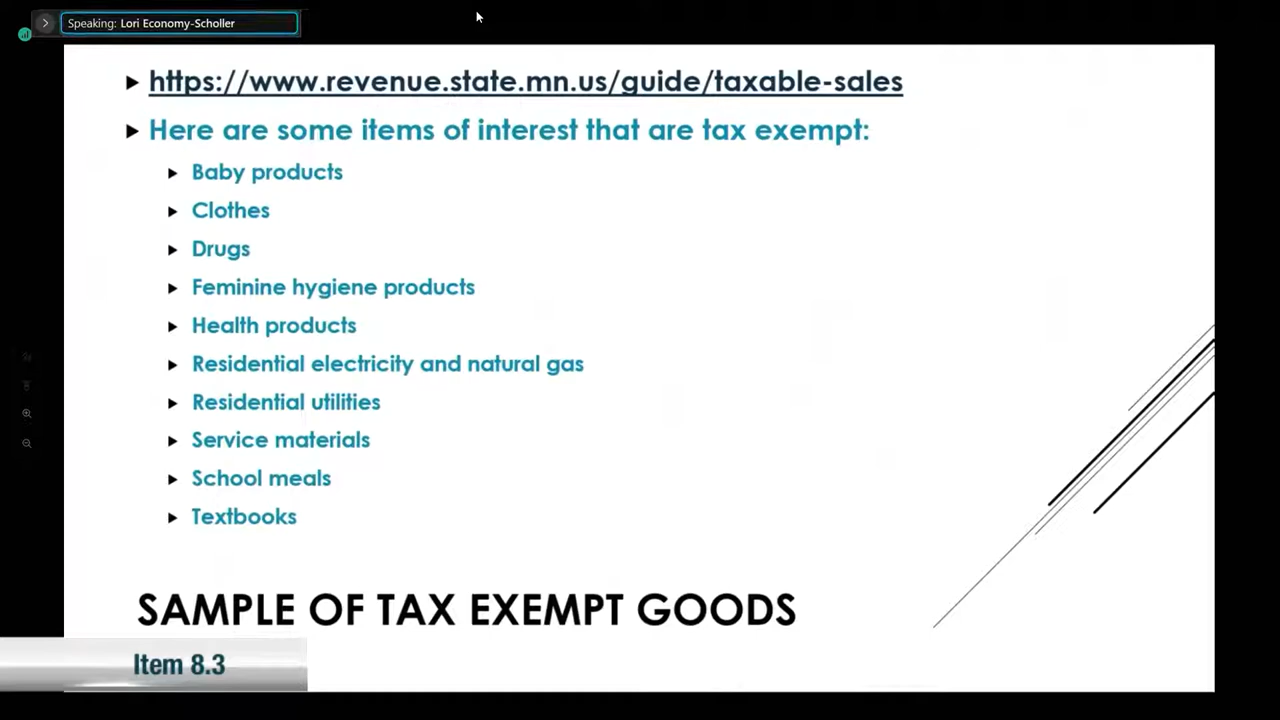 Speaking: Lori Economy-Scholler
https://www.revenue.state.mn.us/guide/taxable-sales
Here are some items of interest that are tax exempt:
Baby products
Clothes
Drugs
Feminine hygiene products
Health products
Residential electricity and natural gas
Residential utilities
Service materials
School meals
Textbooks
SAMPLE OF TAX EXEMPT GOODS
Item 8.3